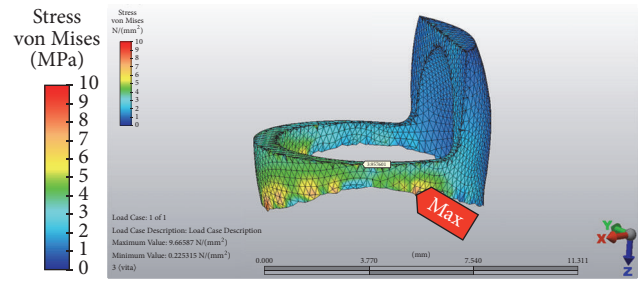 Stress
von Mises
(MPa)
10
9
8
7
6
5
4
3
2
1
0
Stress
von Mises
N/(mm²)
10
9
8
7
6
5
4
3
2
1
0
Max
Load Case: 1 of 1
Load Case Description: Load Case Description
Maximum Value: 9.66587 N/(mm²)
Minimum Value: 0.225315 N/(mm²)
3 (vita)
(mm)
0.000 3.770 7.540 11.311
Y
X
Z